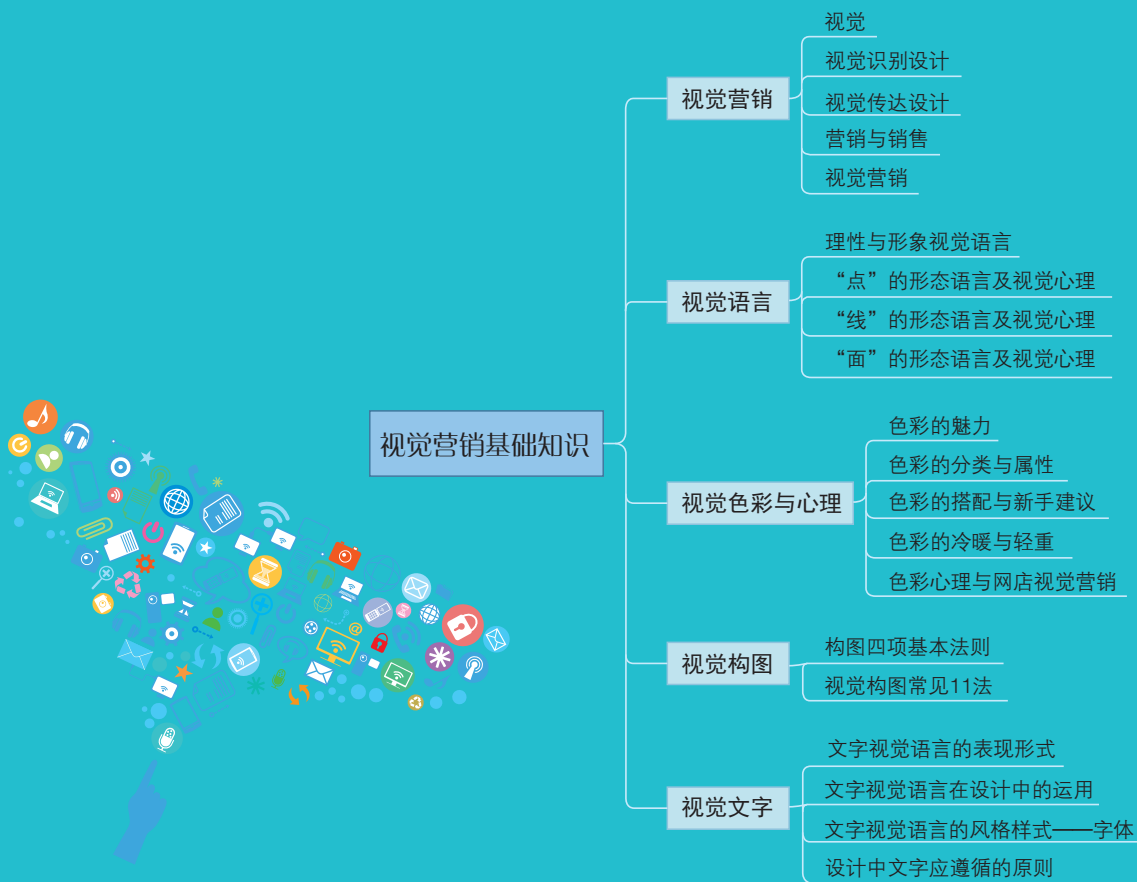 视觉营销基础知识
视觉营销
视觉
视觉识别设计
视觉传达设计
营销与销售
视觉营销
视觉语言
理性与形象视觉语言
“点”的形态语言及视觉心理
“线”的形态语言及视觉心理
“面”的形态语言及视觉心理
视觉色彩与心理
色彩的魅力
色彩的分类与属性
色彩的搭配与新手建议
色彩的冷暖与轻重
色彩心理与网店视觉营销
视觉构图
构图四项基本法则
视觉构图常见11法
视觉文字
文字视觉语言的表现形式
文字视觉语言在设计中的运用
文字视觉语言的风格样式——字体
设计中文字应遵循的原则